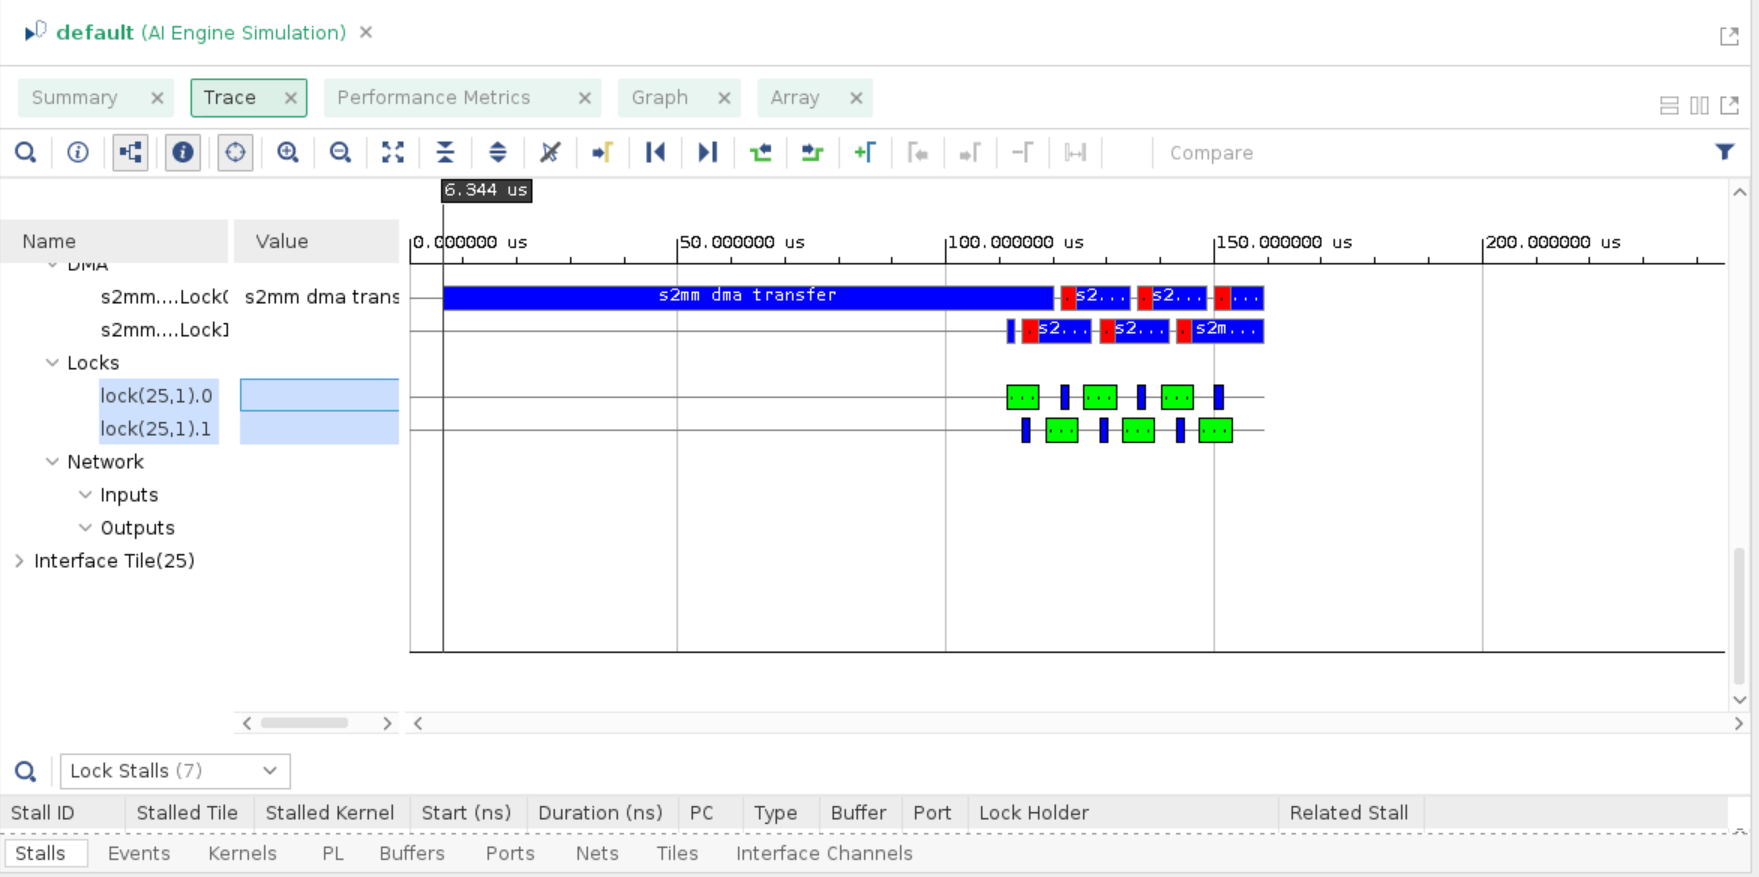 default (AI Engine Simulation)
Summary Trace Performance Metrics Graph Array
Compare
6.344 us
Name Value 0.000000 us 50.000000 us 100.000000 us 150.000000 us 200.000000 us
DMA
s2mm....Lock( s2mm dma trans s2mm dma transfer s2... s2... ...
s2mm....Lock1 s2... s2... s2m...
Locks
lock(25,1).0 ... ... ...
lock(25,1).1 ... ... ...
Network
Inputs
Outputs
Interface Tile(25)
Lock Stalls (7)
Stall ID Stalled Tile Stalled Kernel Start (ns) Duration (ns) PC Type Buffer Port Lock Holder Related Stall
Stalls Events Kernels PL Buffers Ports Nets Tiles Interface Channels